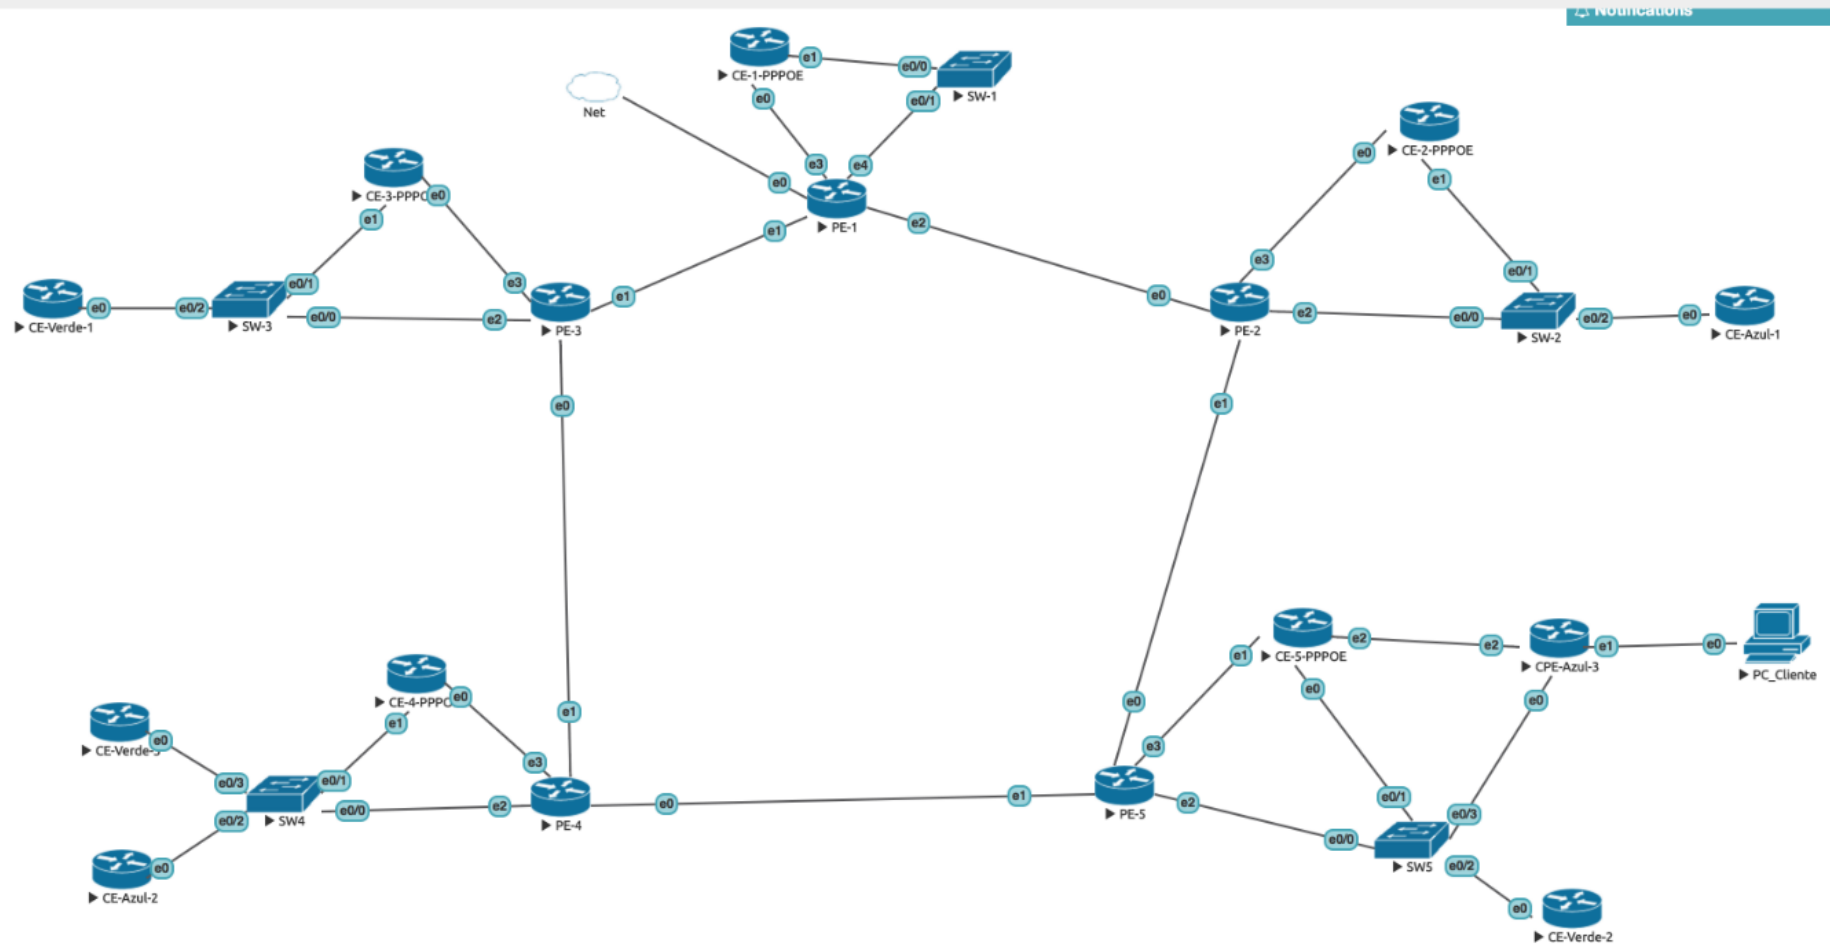 Notifications
e1
e0/0
CE-1-PPPOE
SW-1
e0
e0/1
Net
e3
e4
e0
PE-1
e1
e2
CE-2-PPPOE
e0
e1
e3
e0/1
CE-3-PPPO
e0
e1
e0/1
e3
CE-Verde-1
e0
e0/2
SW-3
e0/0
e2
PE-3
e1
e0
PE-2
e2
e0/0
SW-2
e0/2
e0
CE-Azul-1
e0
e1
e1
e0
CE-5-PPPOE
e2
e2
CPE-Azul-3
e1
e0
PC_Cliente
e1
e0
e0
e3
CE-4-PPPO
e0
e1
e3
CE-Verde-3
e0
e0/3
e0/1
SW4
e0/0
e2
PE-4
e0
e1
PE-5
e2
e0/1
e0/3
e0/0
SW5
e0/2
e0/2
e0
CE-Azul-2
e0
CE-Verde-2